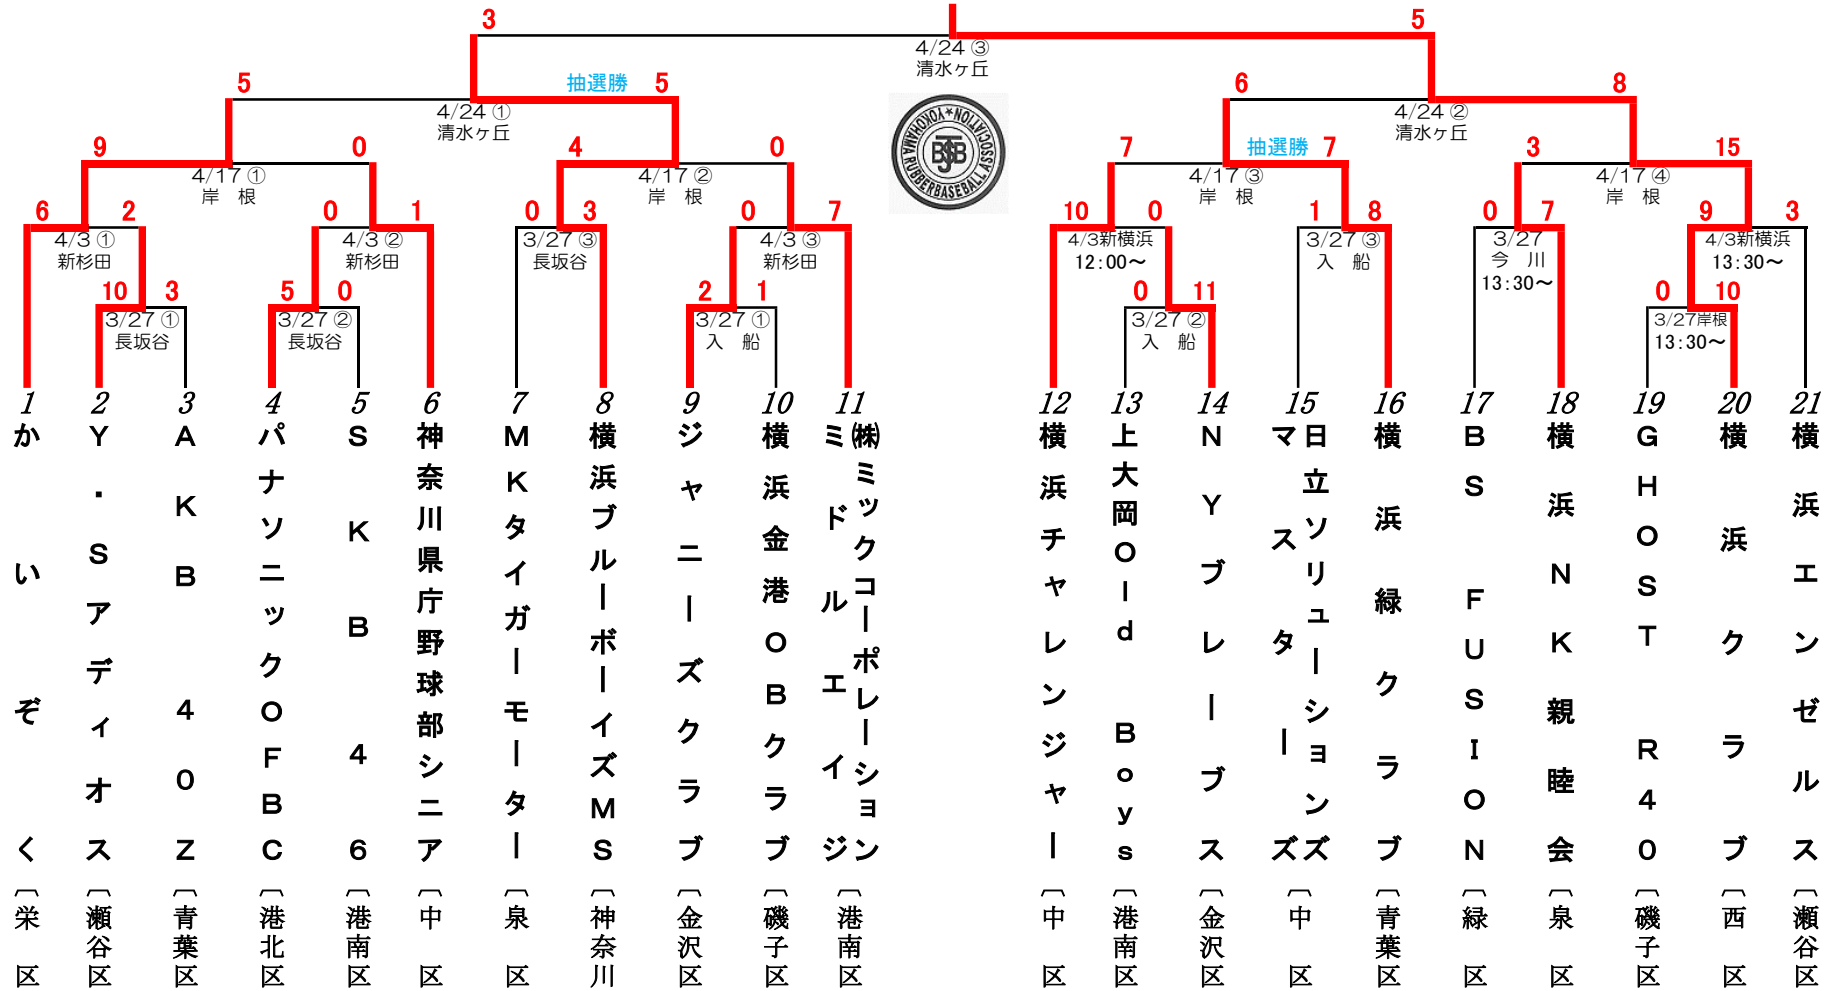 3
5
4/24 ③
清水ヶ丘
5
抽選勝
5
6
8
4/24 ①
清水ヶ丘
4/24 ②
清水ヶ丘
YOKOHAMA RUBBERBASEBALL ASSOCIATION
BSB
J
9
0
4
0
7
抽選勝
7
3
15
4/17 ①
岸 根
4/17 ②
岸 根
4/17 ③
岸 根
4/17 ④
岸 根
6
2
0
1
0
3
0
7
10
0
1
8
0
7
9
3
4/3 ①
新杉田
4/3 ②
新杉田
3/27 ③
長坂谷
4/3 ③
新杉田
4/3新横浜
12:00~
3/27 ③
入 船
3/27
今 川
13:30~
4/3新横浜
13:30~
10
3
5
0
2
1
0
11
0
10
3/27 ①
長坂谷
3/27 ②
長坂谷
3/27 ①
入 船
3/27 ②
入 船
3/27岸根
13:30~
1
かいぞく
〔栄 区
2
Y・Sアディオス
〔瀬谷区
3
AKB 40Z
〔青葉区
4
パナソニックOFBC
〔港北区
5
SKB46
〔港南区
6
神奈川県庁野球部シニア
〔中 区
7
MKタイガーモーター
〔泉 区
8
横浜ブルーボーイズMS
〔神奈川
9
ジャニーズクラブ
〔金沢区
10
横浜金港OBクラブ
〔磯子区
11
㈱ミックコーポレーション
ミドルエイジ
〔港南区
12
横浜チャレンジャー
〔中 区
13
上大岡Old Boys
〔港南区
14
NYブレーブス
〔金沢区
15
日立ソリューションズ
マスターズ
〔中 区
16
横浜緑クラブ
〔青葉区
17
BS FUSION
〔緑 区
18
横浜NK親睦会
〔泉 区
19
GHOST R40
〔磯子区
20
横浜クラブ
〔西 区
21
横浜エンゼルス
〔瀬谷区